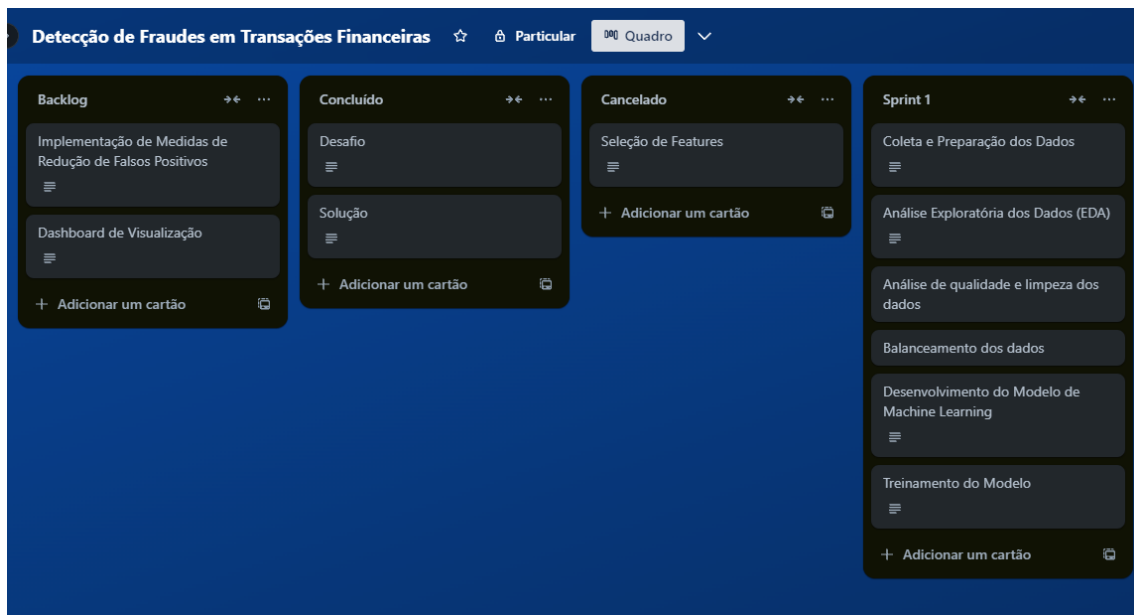 Detecção de Fraudes em Transações Financeiras
Particular
Quadro
Backlog
Implementação de Medidas de
Redução de Falsos Positivos
Dashboard de Visualização
+ Adicionar um cartão
Concluído
Desafio
Solução
+ Adicionar um cartão
Cancelado
Seleção de Features
+ Adicionar um cartão
Sprint 1
Coleta e Preparação dos Dados
Análise Exploratória dos Dados (EDA)
Análise de qualidade e limpeza dos
dados
Balanceamento dos dados
Desenvolvimento do Modelo de
Machine Learning
Treinamento do Modelo
+ Adicionar um cartão